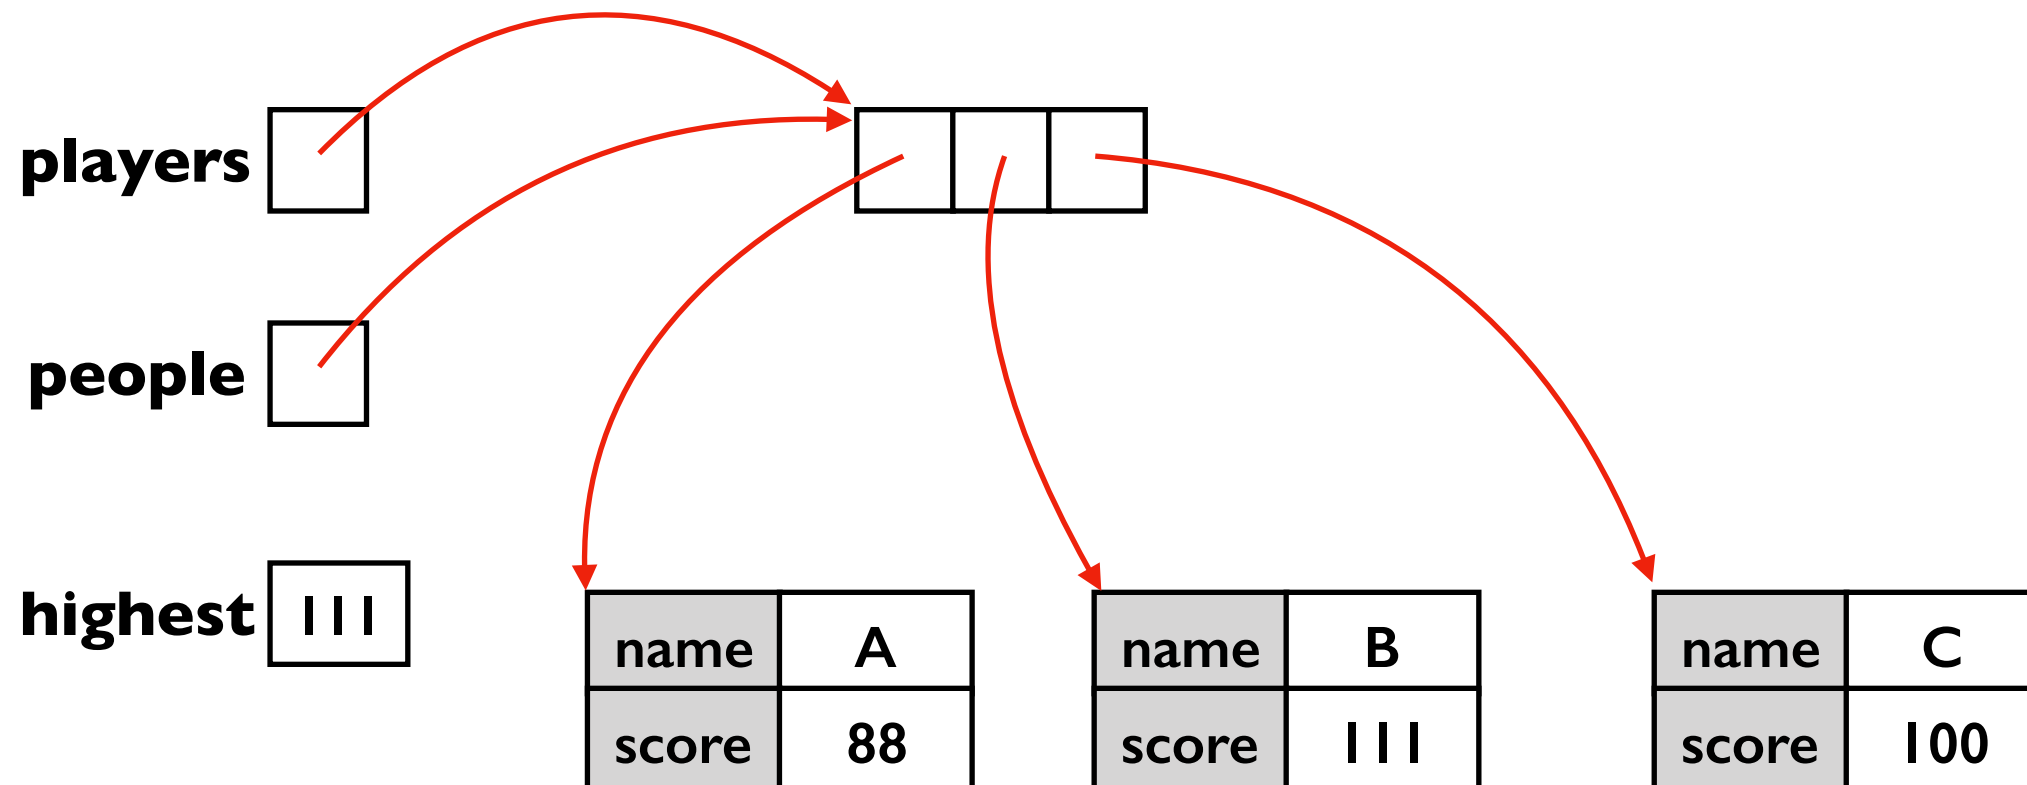 players
people
highest 111
name A
score 88
name B
score 111
name C
score 100